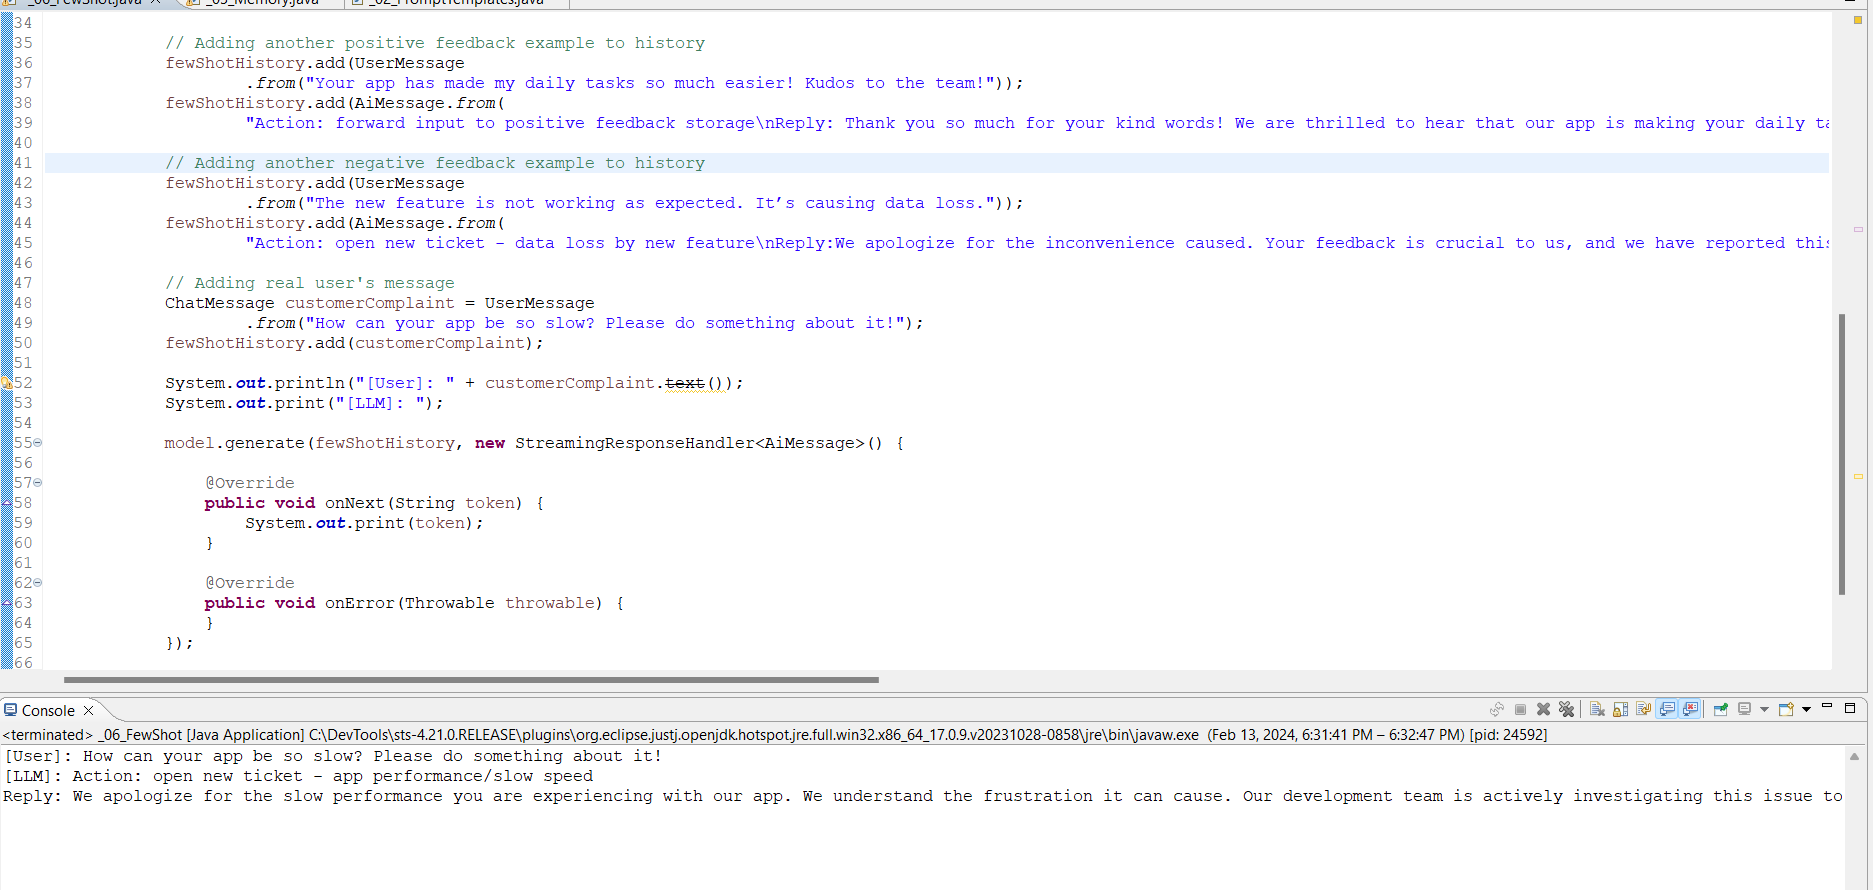 _06_FewShot.java _05_Memory.java _02_PromptTemplates.java
34
35 // Adding another positive feedback example to history
36 fewShotHistory.add(UserMessage
37 .from("Your app has made my daily tasks so much easier! Kudos to the team!"));
38 fewShotHistory.add(AiMessage.from(
39 "Action: forward input to positive feedback storage\nReply: Thank you so much for your kind words! We are thrilled to hear that our app is making your daily ta
40
41 // Adding another negative feedback example to history
42 fewShotHistory.add(UserMessage
43 .from("The new feature is not working as expected. It’s causing data loss."));
44 fewShotHistory.add(AiMessage.from(
45 "Action: open new ticket - data loss by new feature\nReply:We apologize for the inconvenience caused. Your feedback is crucial to us, and we have reported this
46
47 // Adding real user's message
48 ChatMessage customerComplaint = UserMessage
49 .from("How can your app be so slow? Please do something about it!");
50 fewShotHistory.add(customerComplaint);
51
52 System.out.println("[User]: " + customerComplaint.text());
53 System.out.print("[LLM]: ");
54
55 model.generate(fewShotHistory, new StreamingResponseHandler<AiMessage>() {
56
57 @Override
58 public void onNext(String token) {
59 System.out.print(token);
60 }
61
62 @Override
63 public void onError(Throwable throwable) {
64 }
65 });
66
Console
<terminated> _06_FewShot [Java Application] C:\DevTools\sts-4.21.0.RELEASE\plugins\org.eclipse.justj.openjdk.hotspot.jre.full.win32.x86_64_17.0.9.v20231028-0858\jre\bin\javaw.exe (Feb 13, 2024, 6:31:41 PM – 6:32:47 PM) [pid: 24592]
[User]: How can your app be so slow? Please do something about it!
[LLM]: Action: open new ticket - app performance/slow speed
Reply: We apologize for the slow performance you are experiencing with our app. We understand the frustration it can cause. Our development team is actively investigating this issue to